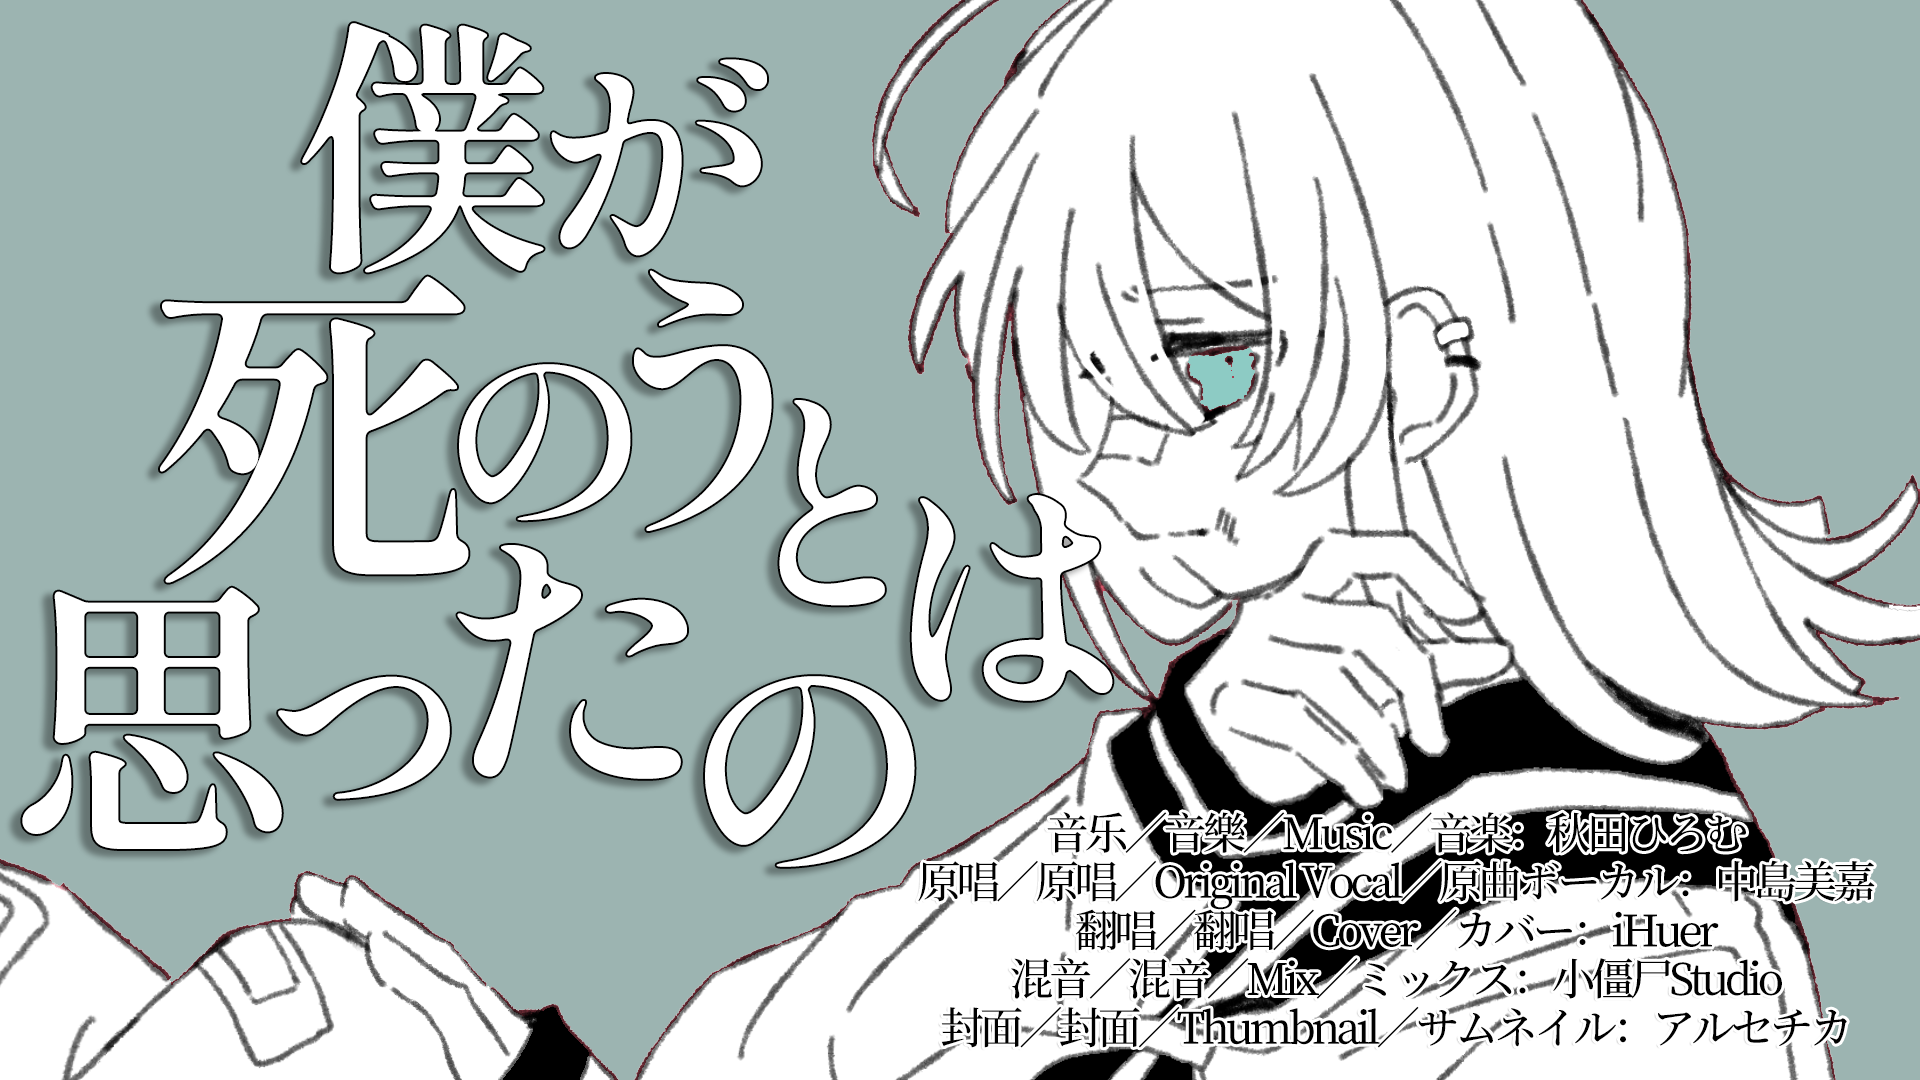 僕が
死のうとは
思ったの
音乐／音樂／Music／音楽：秋田ひろむ
原唱／原唱／Original Vocal／原曲ボーカル：中島美嘉
翻唱／翻唱／Cover／カバー：iHuer
混音／混音／Mix／ミックス：小僵尸Studio
封面／封面／Thumbnail／サムネイル：アルセチカ